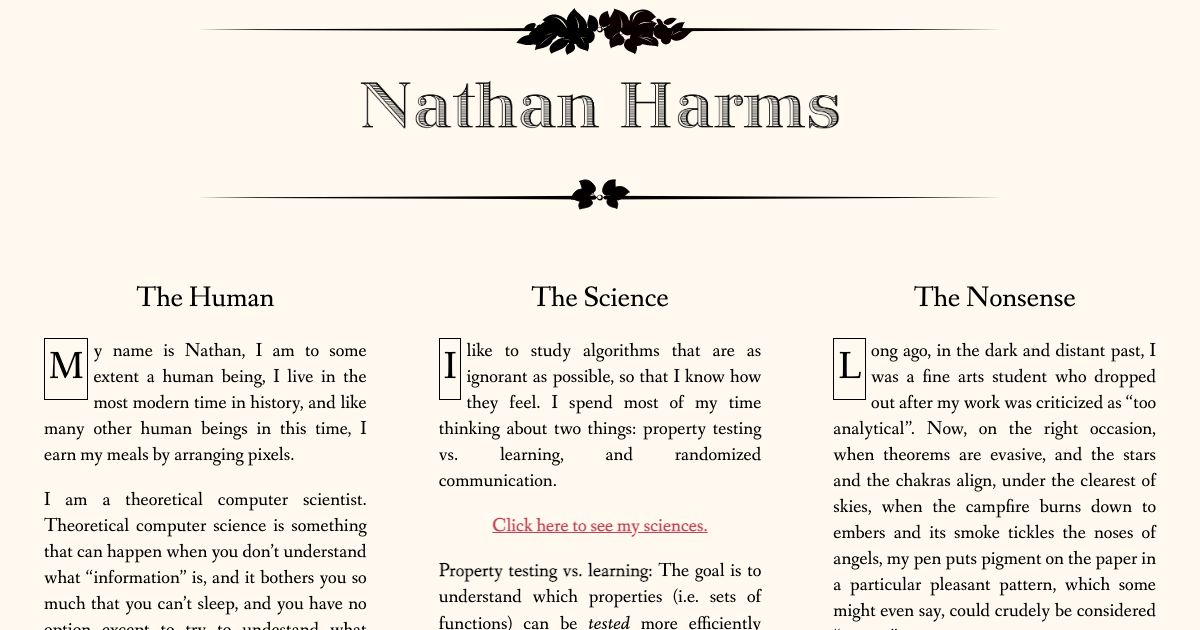 Nathan Harms
The Human
My name is Nathan, I am to some
extent a human being, I live in the
most modern time in history, and like
many other human beings in this time, I
earn my meals by arranging pixels.
I am a theoretical computer scientist.
Theoretical computer science is something
that can happen when you don’t understand
what “information” is, and it bothers you so
much that you can’t sleep, and you have no
option except to try to undestand what
The Science
I like to study algorithms that are as
ignorant as possible, so that I know how
they feel. I spend most of my time
thinking about two things: property testing
vs. learning, and randomized
communication.
Click here to see my sciences.
Property testing vs. learning: The goal is to
understand which properties (i.e. sets of
functions) can be tested more efficiently
The Nonsense
Long ago, in the dark and distant past, I
was a fine arts student who dropped
out after my work was criticized as “too
analytical”. Now, on the right occasion,
when theorems are evasive, and the stars
and the chakras align, under the clearest of
skies, when the campfire burns down to
embers and its smoke tickles the noses of
angels, my pen puts pigment on the paper in
a particular pleasant pattern, which some
might even say, could crudely be considered